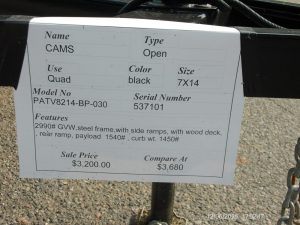 Name Type
CAMS Open
Use Color Size
Quad black 7X14
Model No Serial Number
PATV8214-BP-030 537101
Features
2990# GVW,steel frame,with side ramps, with wood deck,
, rear ramp, payload 1540# , curb wt. 1450#
Sale Price Compare At
$3,200.00 $3,680